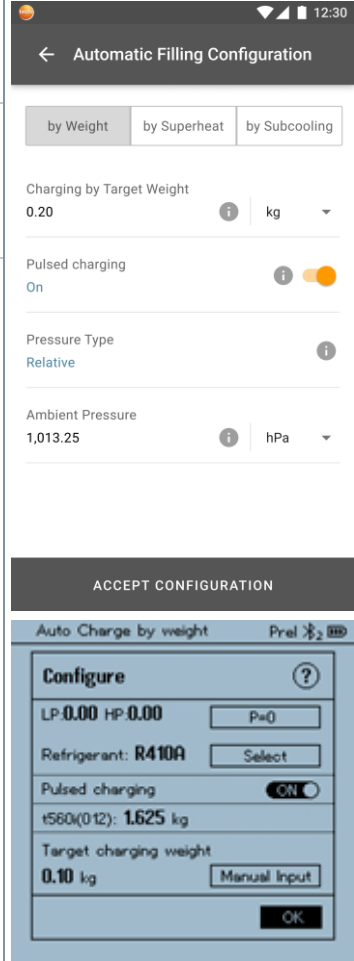 12:30
Automatic Filling Configuration
by Weight by Superheat by Subcooling
Charging by Target Weight
0.20 kg
Pulsed charging
On
Pressure Type
Relative
Ambient Pressure
1,013.25 hPa
ACCEPT CONFIGURATION
Auto Charge by weight Prel 2
Configure ?
LP:0.00 HP:0.00 P=0
Refrigerant: R410A Select
Pulsed charging ON
t560i(012): 1.625 kg
Target charging weight
0.10 kg Manual Input
OK